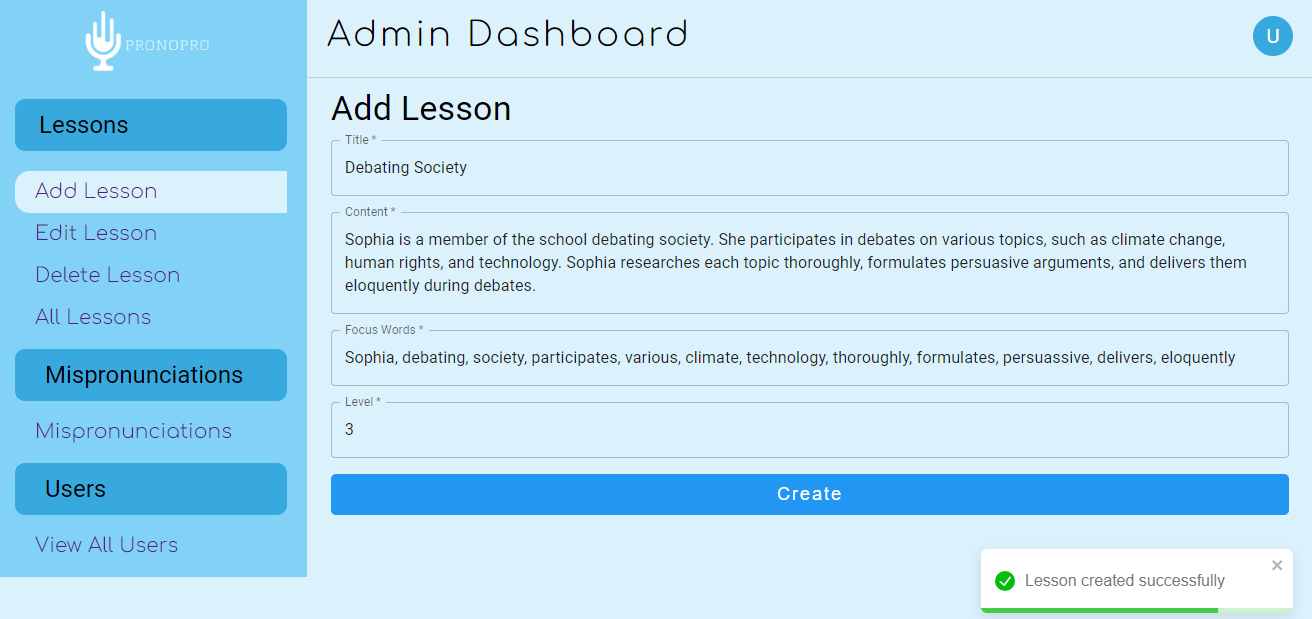 PRONOPRO
Admin Dashboard
U
Lessons
Add Lesson
Edit Lesson
Delete Lesson
All Lessons
Mispronunciations
Mispronunciations
Users
View All Users
Add Lesson
Title *
Debating Society
Content *
Sophia is a member of the school debating society. She participates in debates on various topics, such as climate change,
human rights, and technology. Sophia researches each topic thoroughly, formulates persuasive arguments, and delivers them
eloquently during debates.
Focus Words *
Sophia, debating, society, participates, various, climate, technology, thoroughly, formulates, persuassive, delivers, eloquently
Level *
3
Create
Lesson created successfully